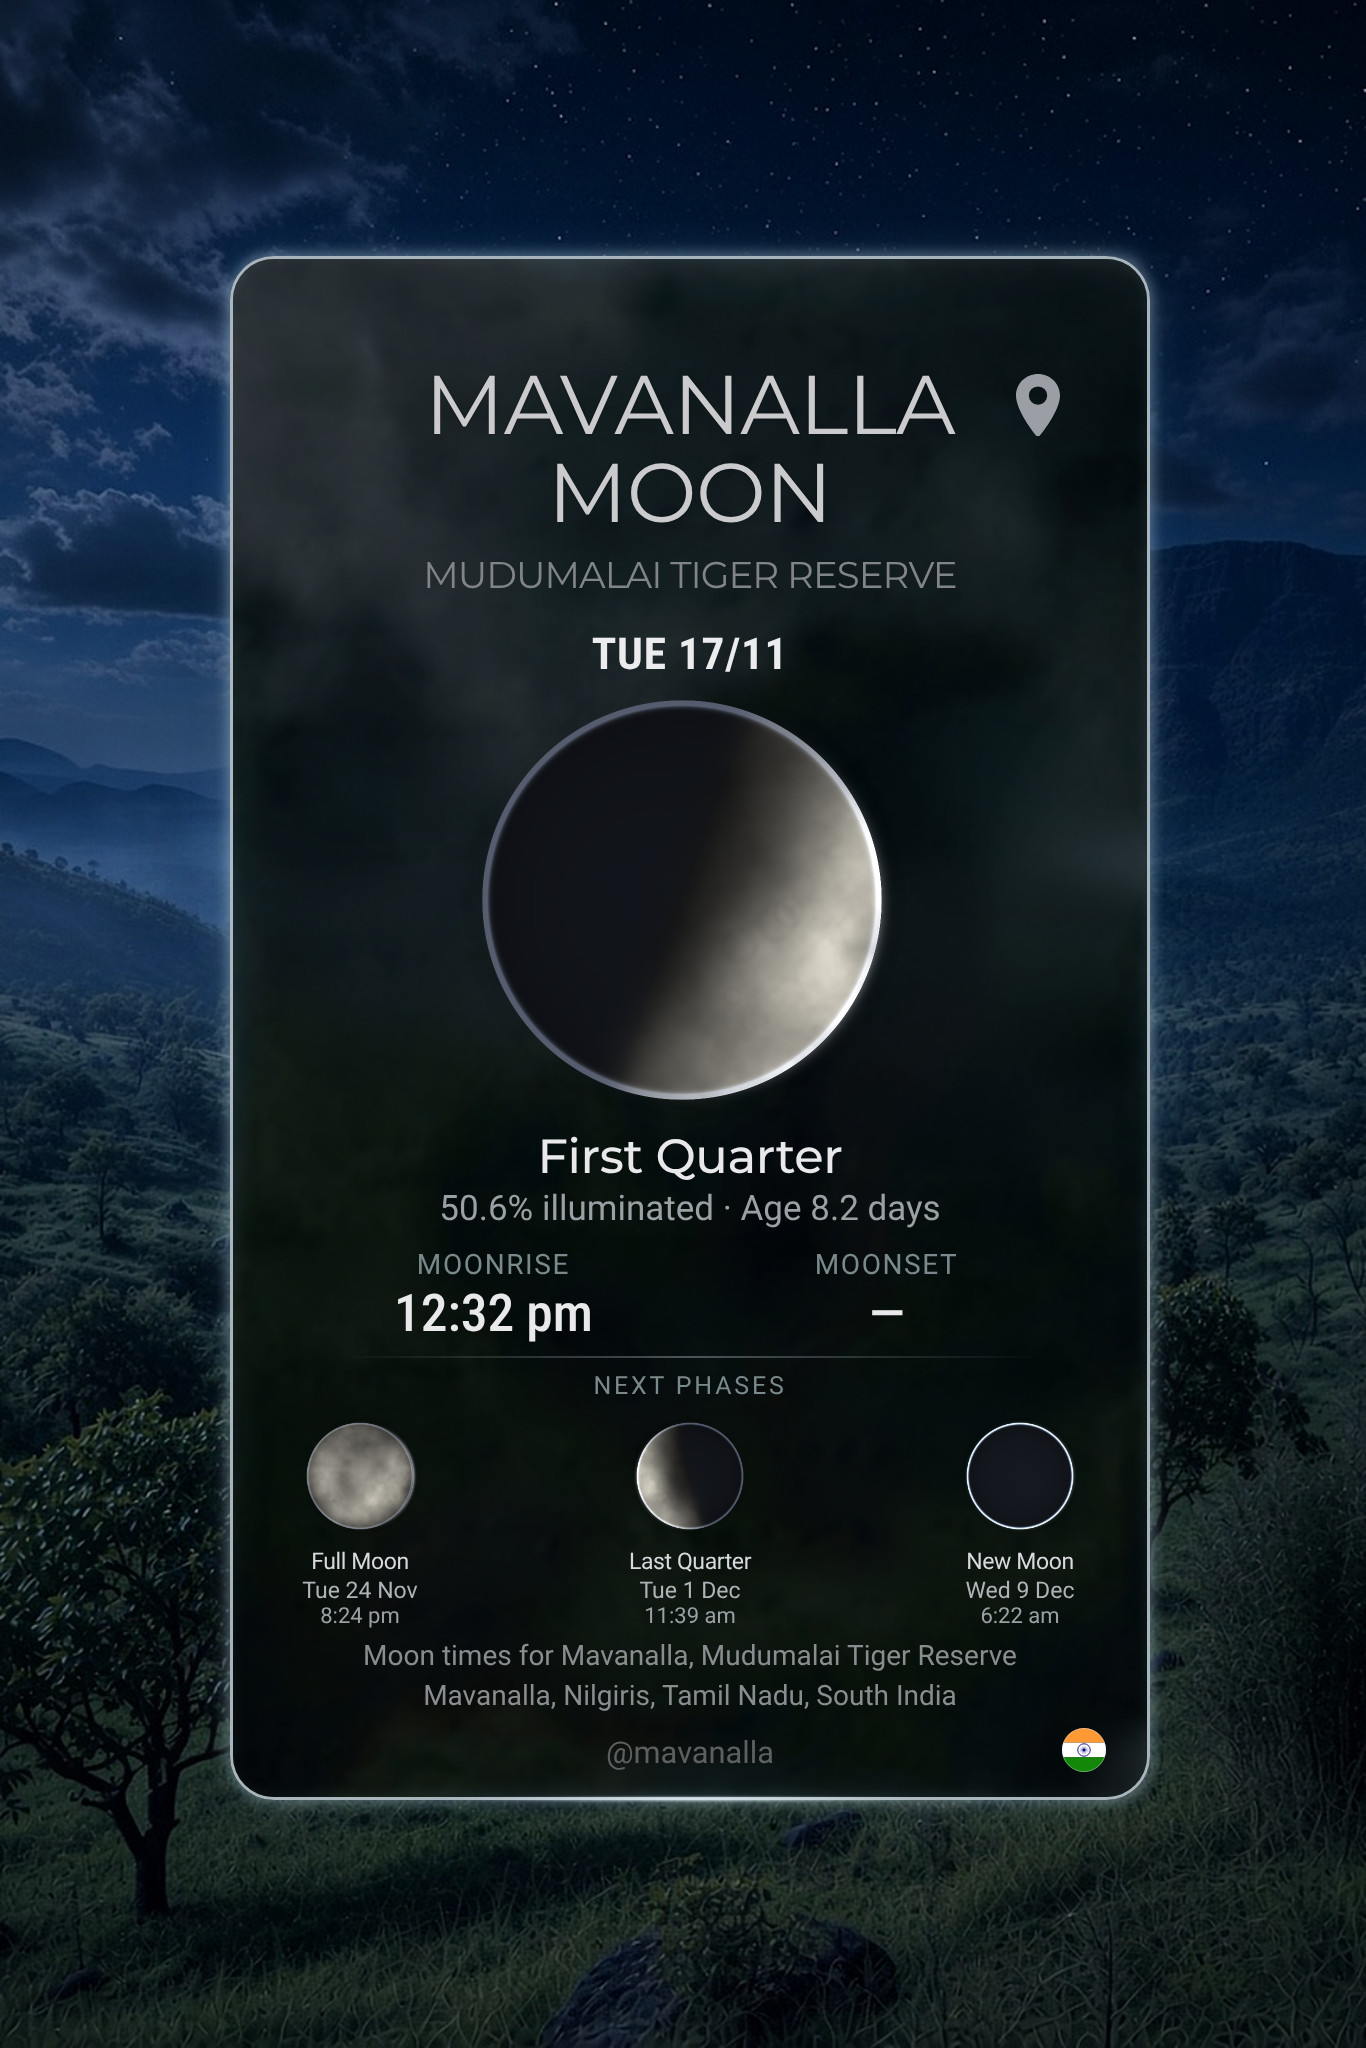 MAVANALLA
MOON
MUDUMALAI TIGER RESERVE
TUE 17/11
First Quarter
50.6% illuminated · Age 8.2 days
MOONRISE MOONSET
12:32 pm –
NEXT PHASES
Full Moon Last Quarter New Moon
Tue 24 Nov Tue 1 Dec Wed 9 Dec
8:24 pm 11:39 am 6:22 am
Moon times for Mavanalla, Mudumalai Tiger Reserve
Mavanalla, Nilgiris, Tamil Nadu, South India
@mavanalla